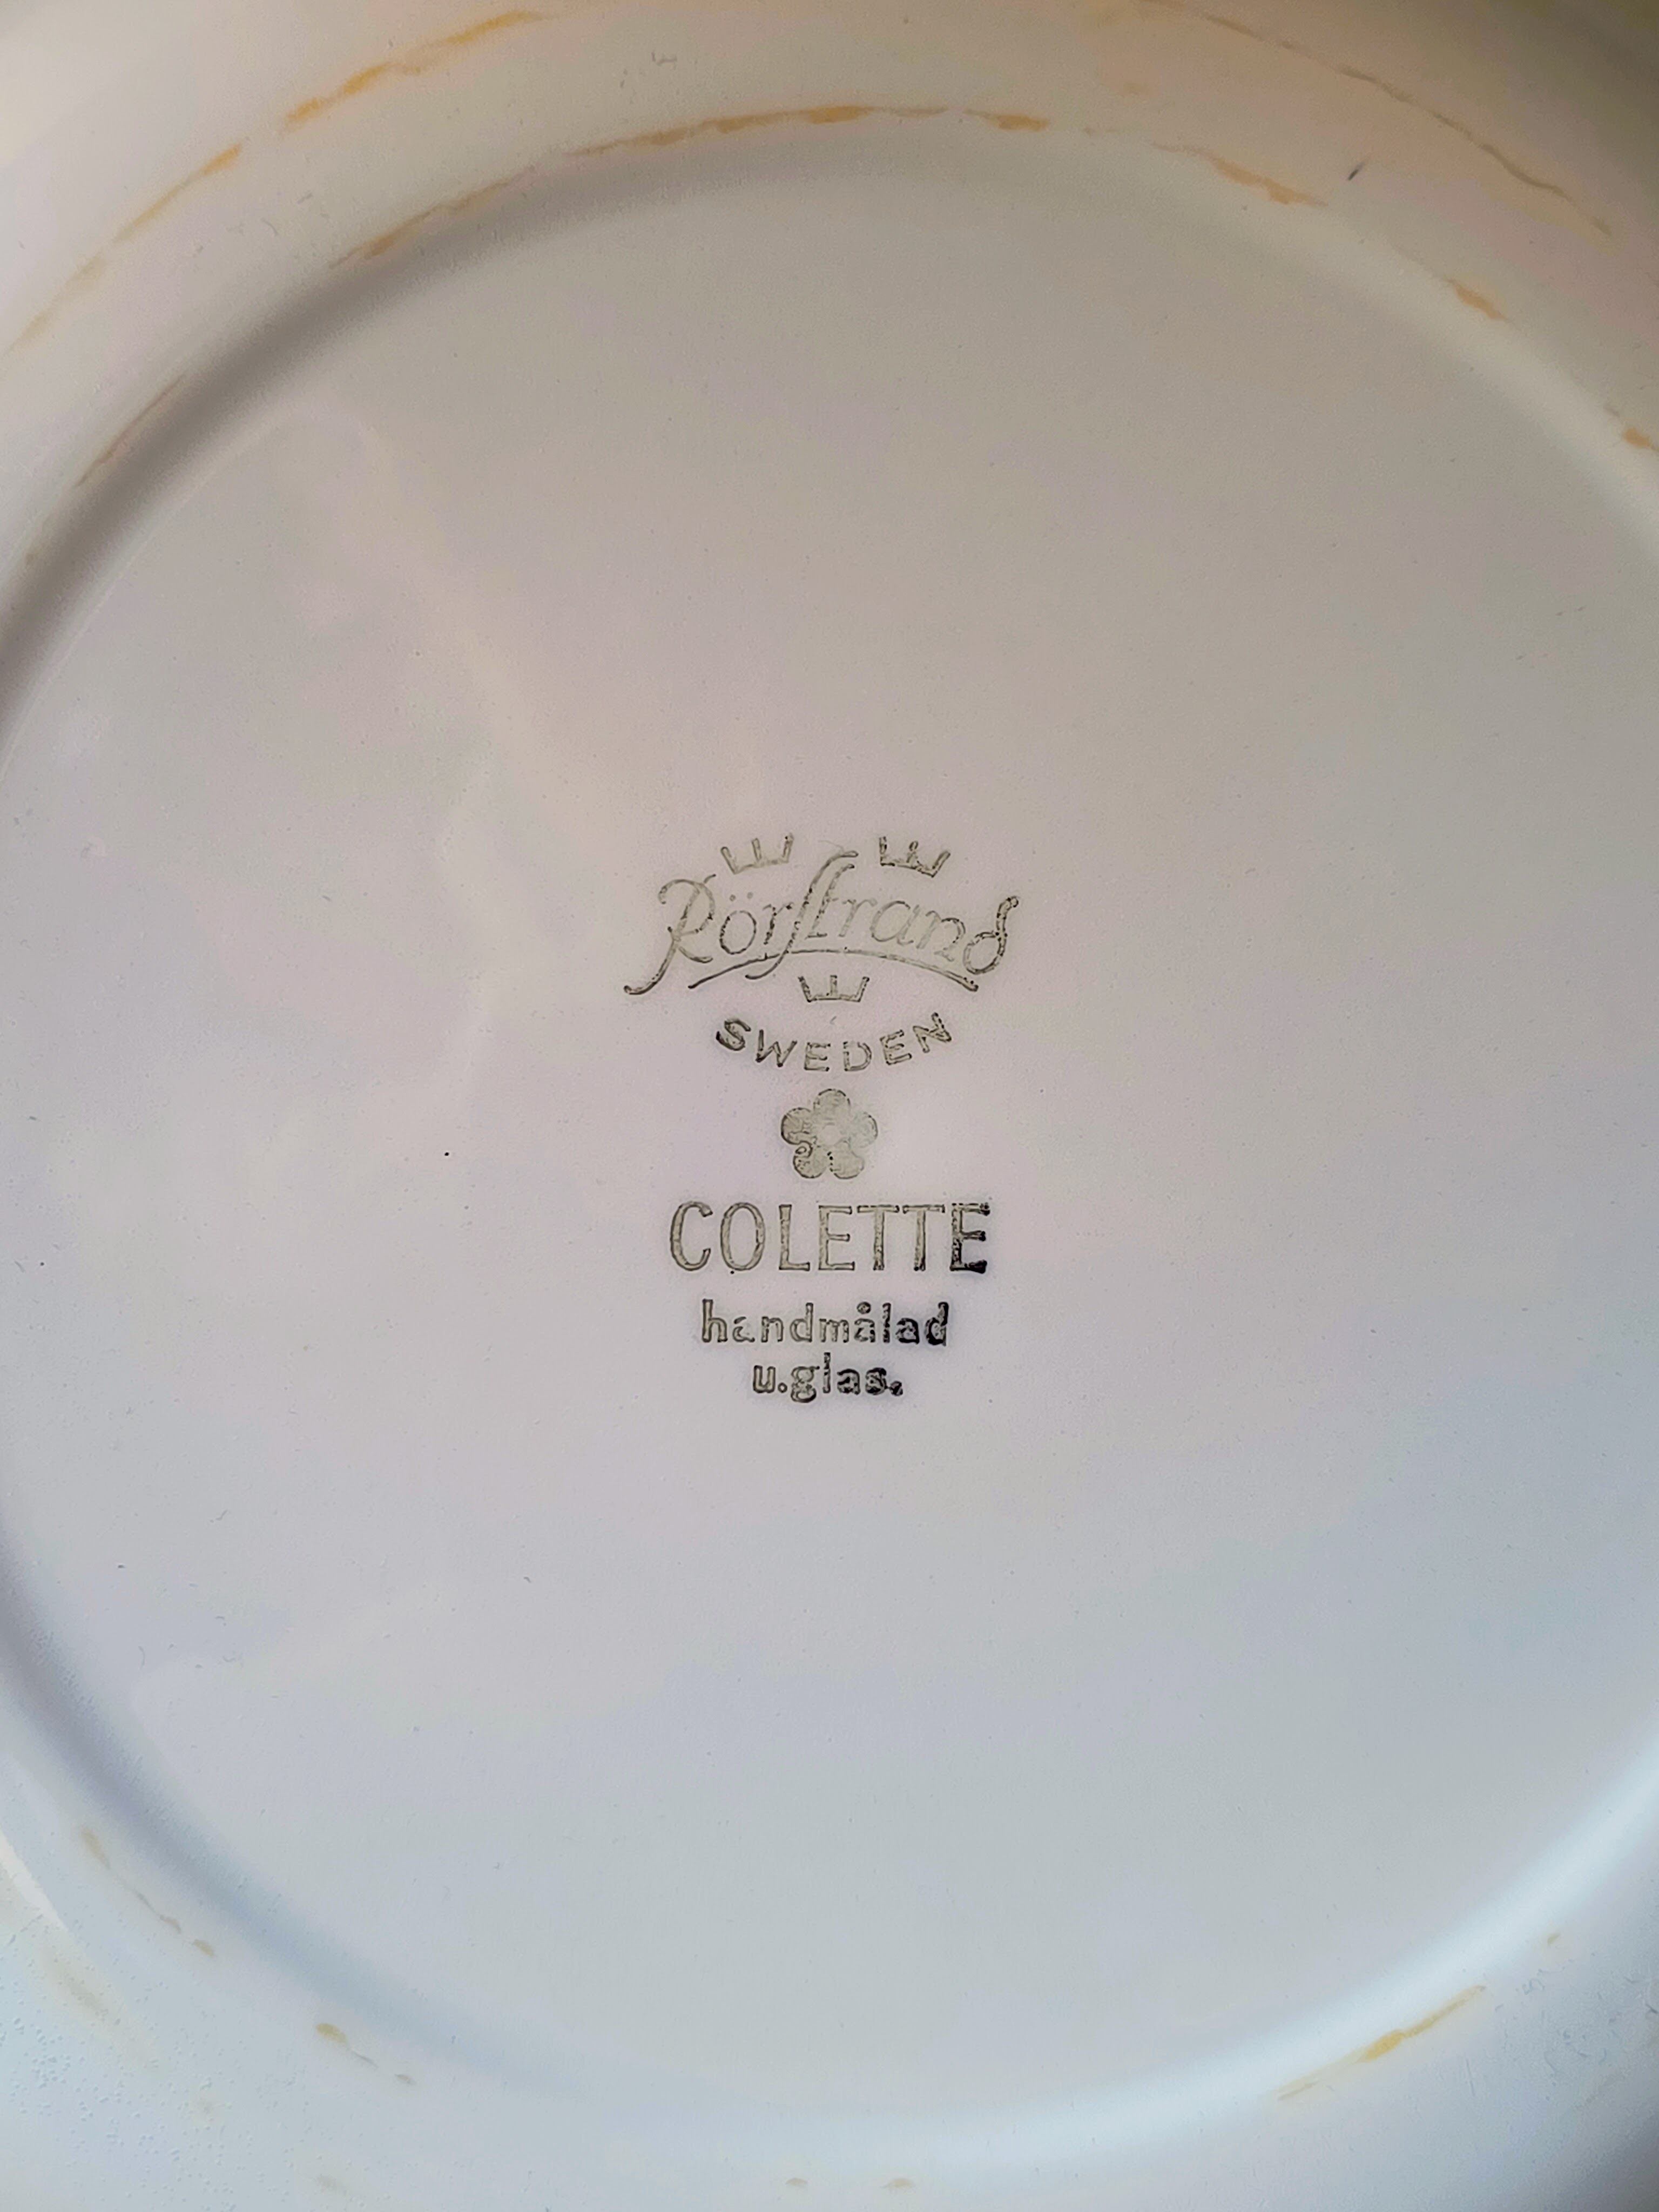 Rörstrand
SWEDEN
COLETTE
handmålad
u.glas.